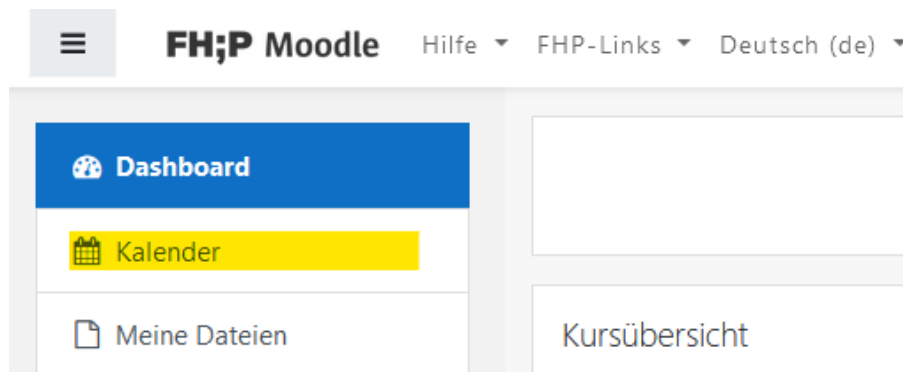 FH;P Moodle Hilfe FHP-Links Deutsch (de)
Dashboard
Kalender
Meine Dateien
Kursübersicht